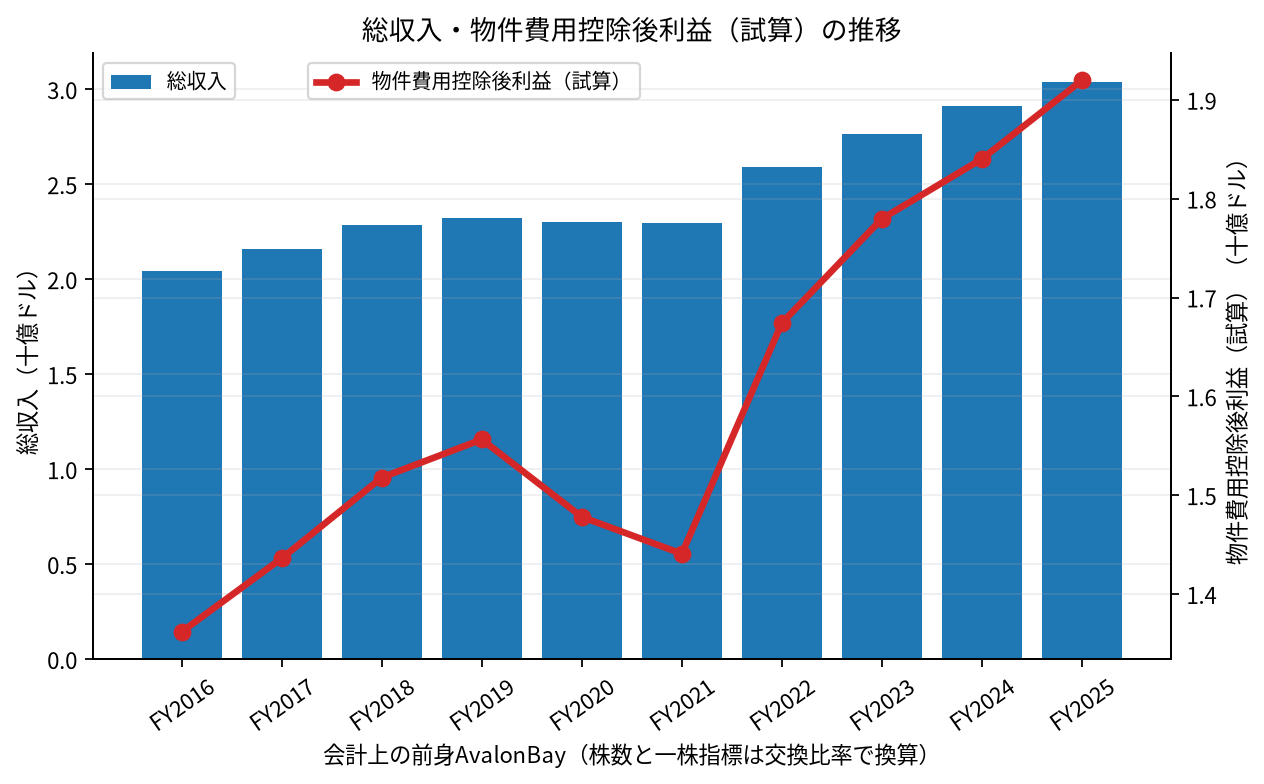 総収入・物件費用控除後利益（試算）の推移
総収入
物件費用控除後利益（試算）
総収入（十億ドル）
3.0
2.5
2.0
1.5
1.0
0.5
0.0
1.9
1.8
1.7
1.6
1.5
1.4
物件費用控除後利益（試算）（十億ドル）
FY2016
FY2017
FY2018
FY2019
FY2020
FY2021
FY2022
FY2023
FY2024
FY2025
会計上の前身AvalonBay（株数と一株指標は交換比率で換算）